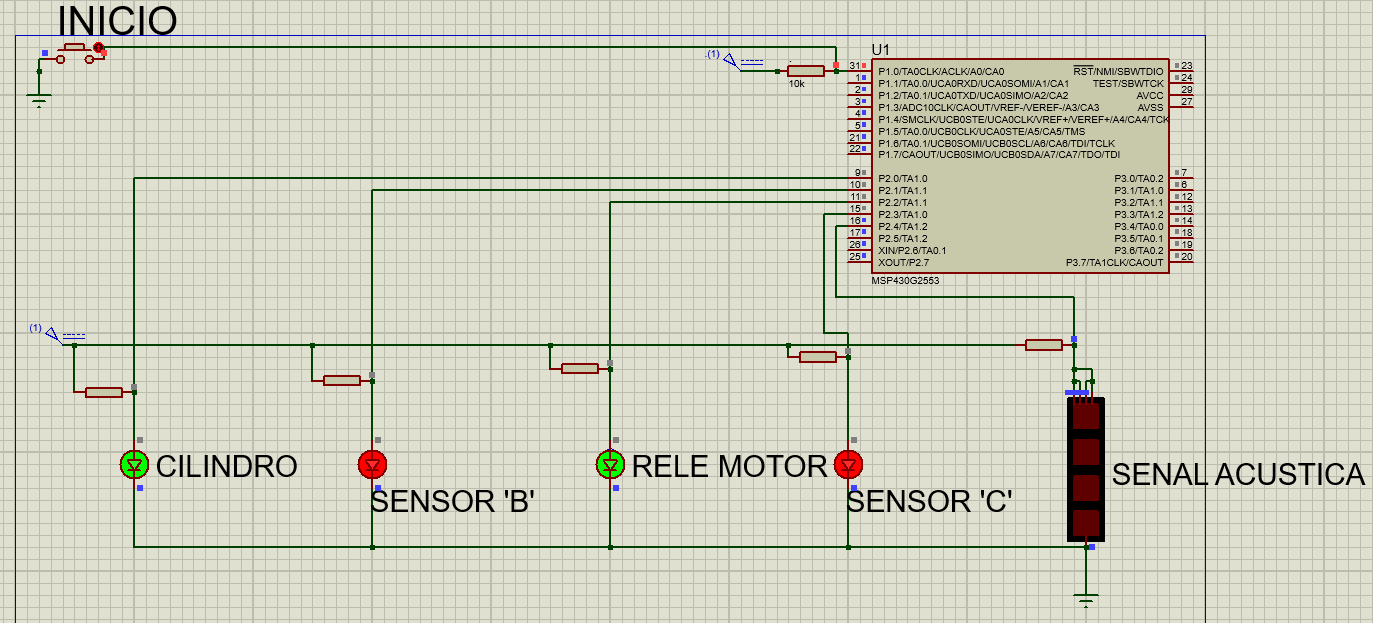 INICIO
(1)
10k
U1
31 P1.0/TA0CLK/ACLK/A0/CA0
1 P1.1/TA0.0/UCA0RXD/UCA0SOMI/A1/CA1
2 P1.2/TA0.1/UCA0TXD/UCA0SIMO/A2/CA2
3 P1.3/ADC10CLK/CAOUT/VREF-/VEREF-/A3/CA3
4 P1.4/SMCLK/UCB0STE/UCA0CLK/VREF+/VEREF+/A4/CA4/TCK
5 P1.5/TA0.0/UCB0CLK/UCA0STE/A5/CA5/TMS
21 P1.6/TA0.1/UCB0SOMI/UCB0SCL/A6/CA6/TDI/TCLK
22 P1.7/CAOUT/UCB0SIMO/UCB0SDA/A7/CA7/TDO/TDI
RST/NMI/SBWTDIO 23
TEST/SBWTCK 24
AVCC 29
AVSS 27
9 P2.0/TA1.0
10 P2.1/TA1.1
11 P2.2/TA1.1
15 P2.3/TA1.0
16 P2.4/TA1.2
17 P2.5/TA1.2
26 XIN/P2.6/TA0.1
25 XOUT/P2.7
P3.0/TA0.2 7
P3.1/TA1.0 6
P3.2/TA1.1 12
P3.3/TA1.2 13
P3.4/TA0.0 14
P3.5/TA0.1 18
P3.6/TA0.2 19
P3.7/TA1CLK/CAOUT 20
MSP430G2553
(1)
CILINDRO
SENSOR 'B'
RELE MOTOR
SENSOR 'C'
SENAL ACUSTICA